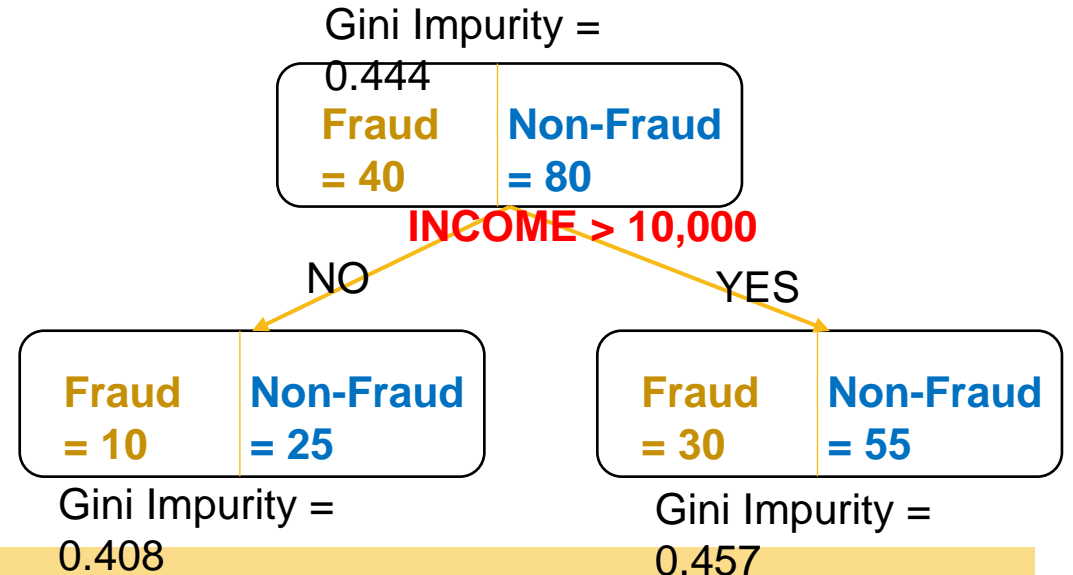 Gini Impurity =
0.444
Fraud
= 40
Non-Fraud
= 80
INCOME > 10,000
NO
YES
Fraud
= 10
Non-Fraud
= 25
Fraud
= 30
Non-Fraud
= 55
Gini Impurity =
0.408
Gini Impurity =
0.457